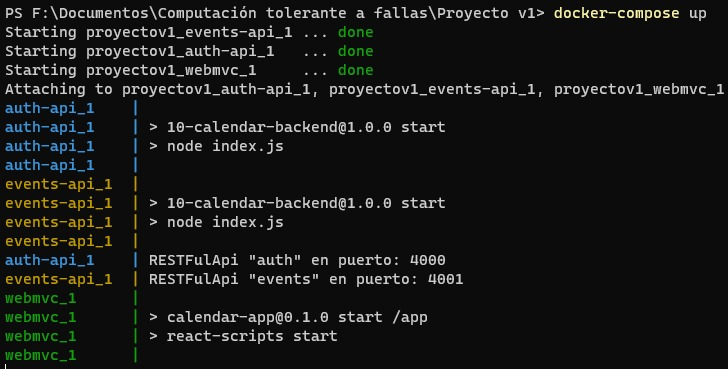 PS F:\Documentos\Computación tolerante a fallas\Proyecto v1> docker-compose up
Starting proyectov1_events-api_1 ... done
Starting proyectov1_auth-api_1   ... done
Starting proyectov1_webmvc_1     ... done
Attaching to proyectov1_auth-api_1, proyectov1_events-api_1, proyectov1_webmvc_1
auth-api_1    |
auth-api_1    | > 10-calendar-backend@1.0.0 start
auth-api_1    | > node index.js
auth-api_1    |
events-api_1  |
events-api_1  | > 10-calendar-backend@1.0.0 start
events-api_1  | > node index.js
events-api_1  |
auth-api_1    | RESTFulApi "auth" en puerto: 4000
events-api_1  | RESTFulApi "events" en puerto: 4001
webmvc_1      |
webmvc_1      | > calendar-app@0.1.0 start /app
webmvc_1      | > react-scripts start
webmvc_1      |